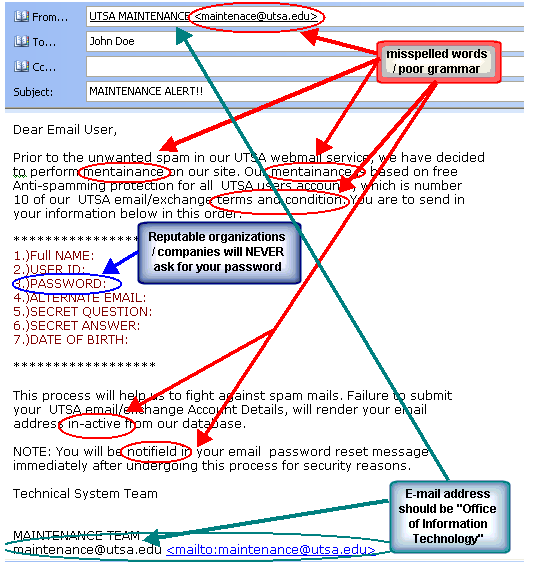 From... UTSA MAINTENANCE <maintenace@utsa.edu>
To... John Doe
Cc...
Subject: MAINTENANCE ALERT!!
misspelled words
/ poor grammar
Dear Email User,
Prior to the unwanted spam in our UTSA webmail service, we have decided
to perform mentainance on our site. Our mentainance is based on free
Anti-spamming protection for all UTSA users accounts, which is number
10 of our UTSA email/exchange terms and condition. You are to send in
your information below in this order.
******************
Reputable organizations
/ companies will NEVER
ask for your password
1.)Full NAME:
2.)USER ID:
3.)PASSWORD:
4.)ALTERNATE EMAIL:
5.)SECRET QUESTION:
6.)SECRET ANSWER:
7.)DATE OF BIRTH:
******************
This process will help us to fight against spam mails. Failure to submit
your UTSA email/exchange Account Details, will render your email
address in-active from our database.
NOTE: You will be notifield in your email password reset message
immediately after undergoing this process for security reasons.
Technical System Team
E-mail address
should be "Office
of Information
Technology"
MAINTENANCE TEAM
maintenance@utsa.edu <mailto:maintenance@utsa.edu>